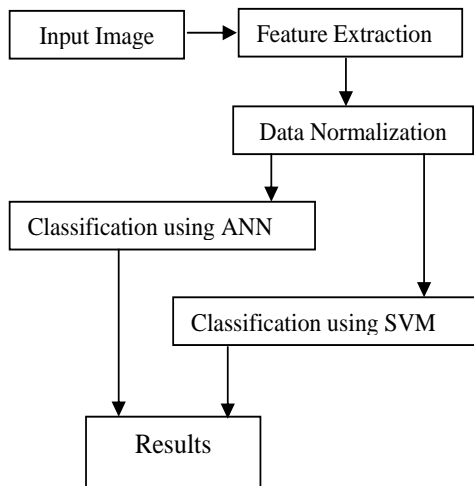 Input Image
Feature Extraction
Data Normalization
Classification using ANN
Classification using SVM
Results